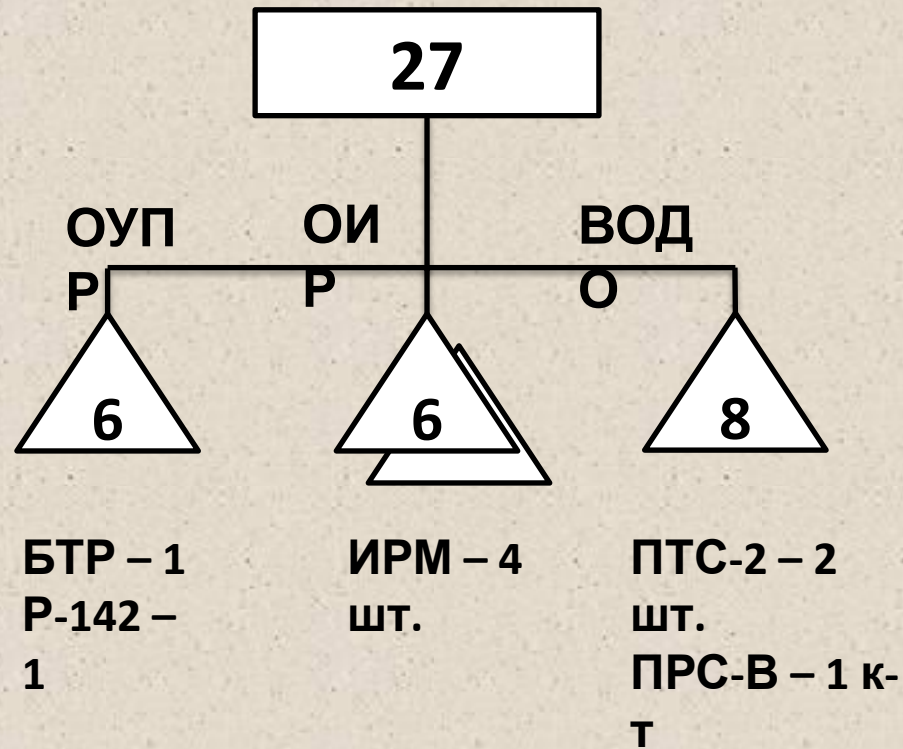 27
ОУП
Р
ОИ
Р
ВОД
О
6
6
8
БТР – 1
Р-142 –
1
ИРМ – 4
шт.
ПТС-2 – 2
шт.
ПРС-В – 1 к-
т